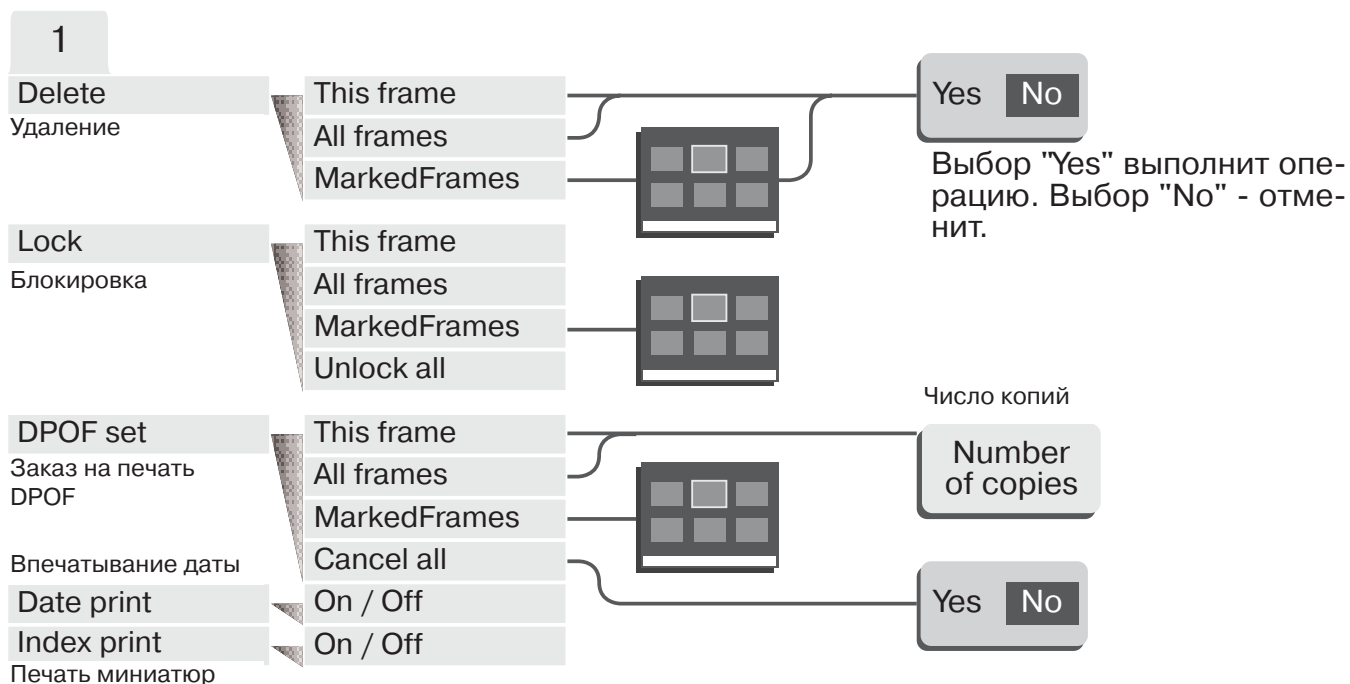 1
Delete
Удаление
This frame
All frames
MarkedFrames
Yes No
Выбор "Yes" выполнит опе-
рацию. Выбор "No" - отме-
нит.
Lock
Блокировка
This frame
All frames
MarkedFrames
Unlock all
DPOF set
Заказ на печать
DPOF
This frame
All frames
MarkedFrames
Cancel all
Число копий
Number
of copies
Yes No
Впечатывание даты
Date print
On / Off
Index print
On / Off
Печать миниатюр